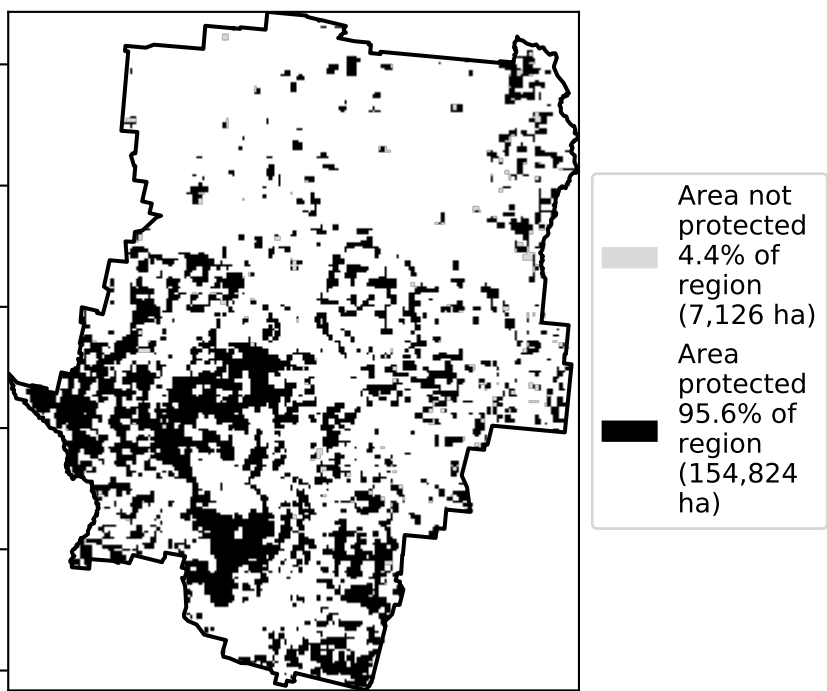 Area not
protected
4.4% of
region
(7,126 ha)
Area
protected
95.6% of
region
(154,824
ha)